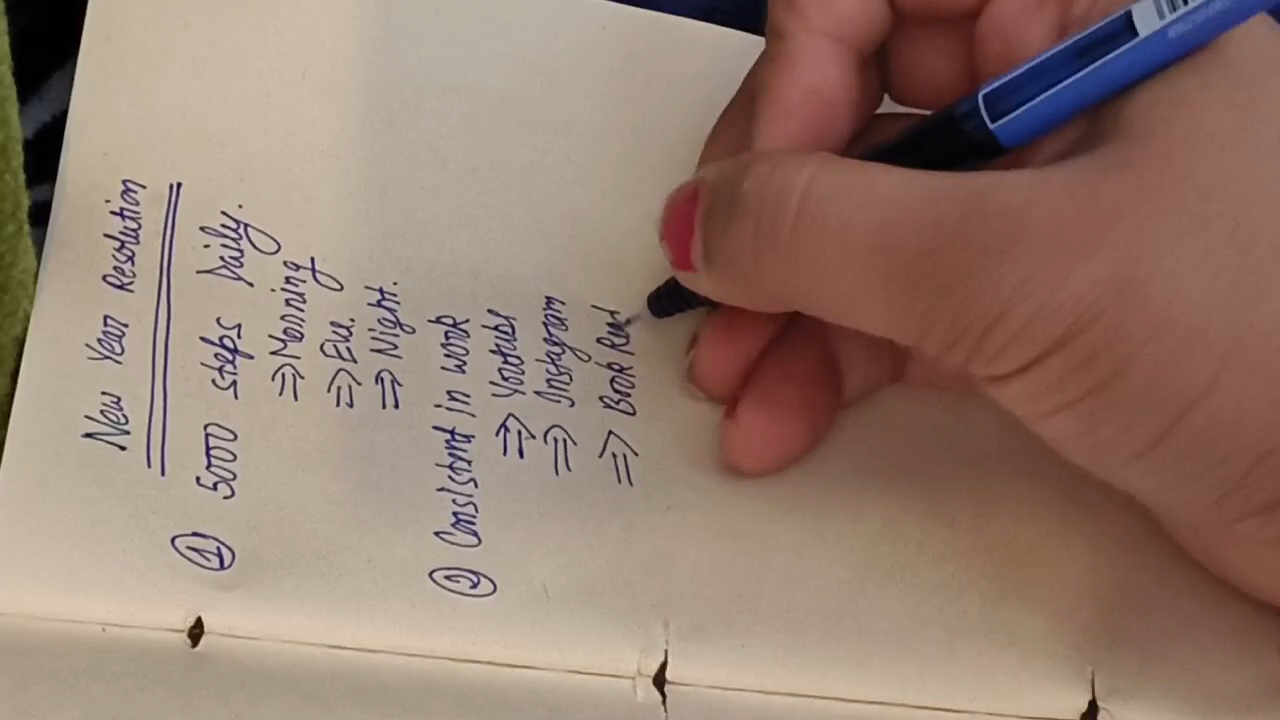 New Year Resolution
① 5000 steps Daily.
⇒ Morning
⇒ Eve.
⇒ Night.
② Consistent in work
⇒ Youtube
⇒ Instagram
⇒ Book Read